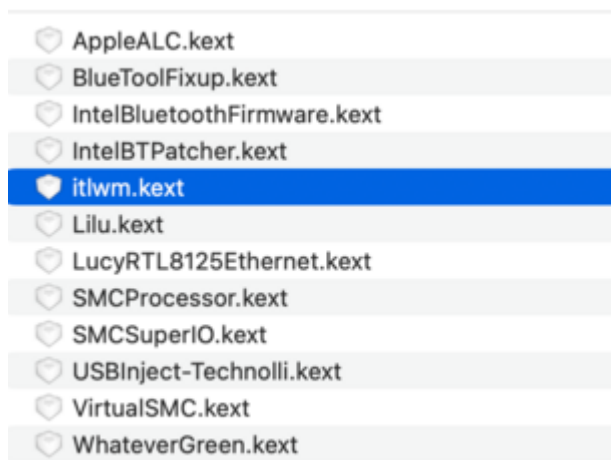 AppleALC.kext
BlueToolFixup.kext
IntelBluetoothFirmware.kext
IntelBTPatcher.kext
itlwm.kext
Lilu.kext
LucyRTL8125Ethernet.kext
SMCProcessor.kext
SMCSuperIO.kext
USBInject-Technolli.kext
VirtualSMC.kext
WhateverGreen.kext